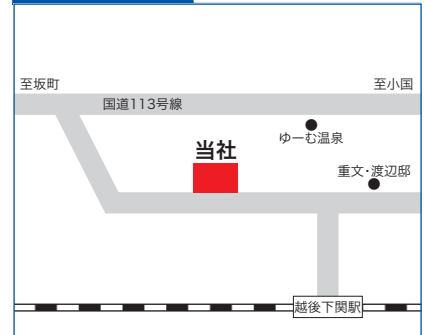 至坂町
至小国
国道113号線
ゆーむ温泉
当社
重文・渡辺邸
越後下関駅